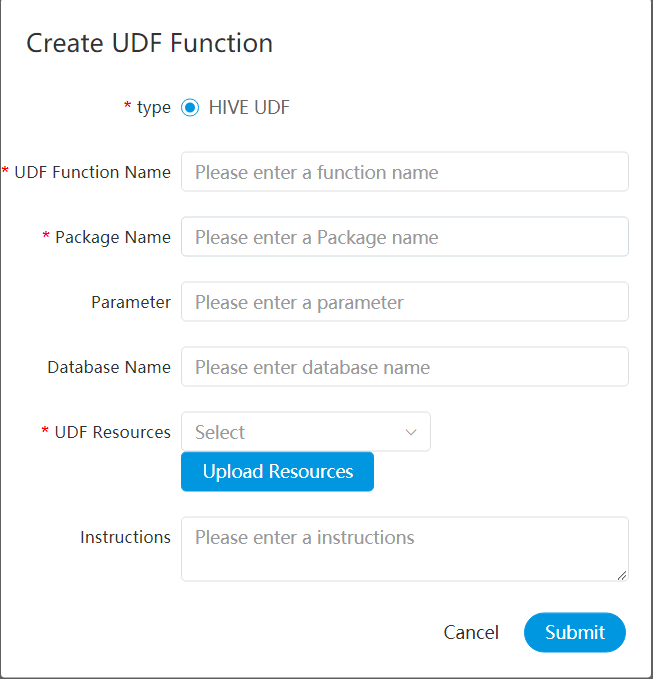 Create UDF Function
* type HIVE UDF
* UDF Function Name Please enter a function name
* Package Name Please enter a Package name
Parameter Please enter a parameter
Database Name Please enter database name
* UDF Resources Select
Upload Resources
Instructions Please enter a instructions
Cancel Submit